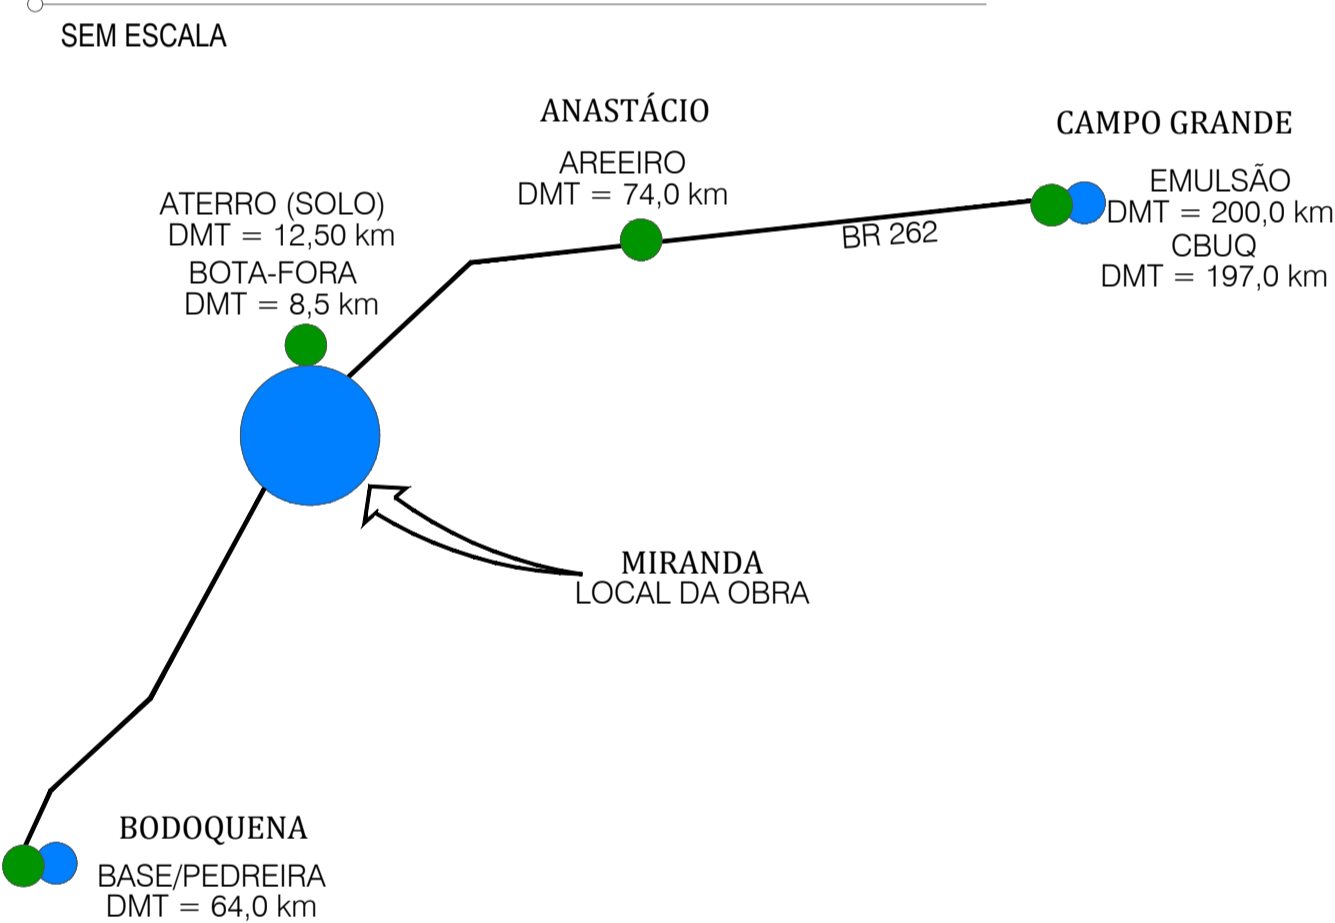 SEM ESCALA
ANASTÁCIO
AREEIRO
DMT = 74,0 km
CAMPO GRANDE
EMULSÃO
DMT = 200,0 km
CBUQ
DMT = 197,0 km
BR 262
ATERRO (SOLO)
DMT = 12,50 km
BOTA-FORA
DMT = 8,5 km
MIRANDA
LOCAL DA OBRA
BODOQUENA
BASE/PEDREIRA
DMT = 64,0 km